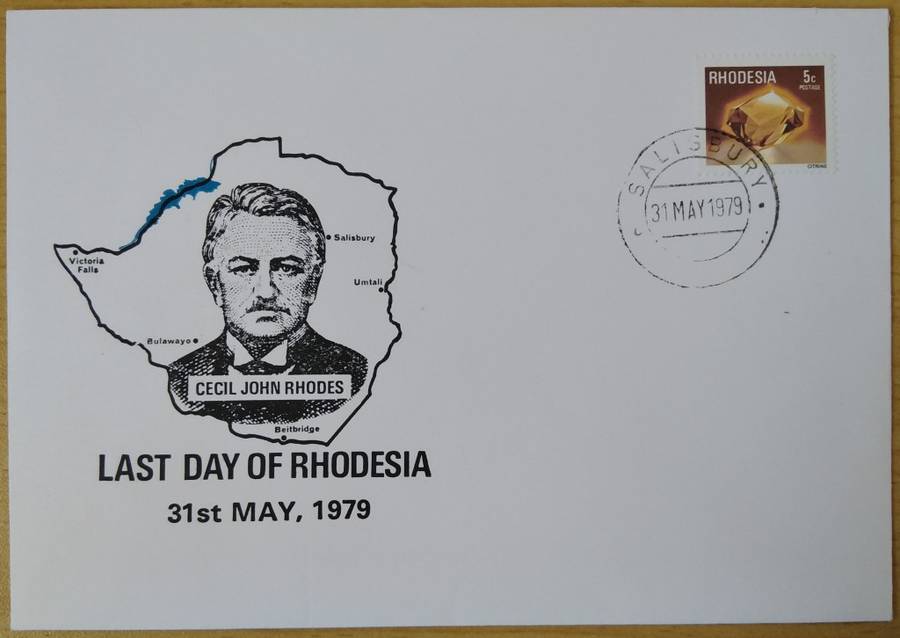 RHODESIA 5c
POSTAGE
CITRINE
SALISBURY
31 MAY 1979
Salisbury
Victoria
Falls
Umtali
Bulawayo
CECIL JOHN RHODES
Beitbridge
LAST DAY OF RHODESIA
31st MAY, 1979